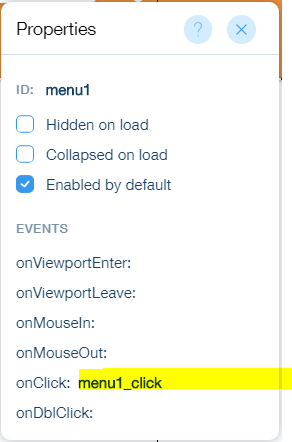 Properties
?
ID: menu1
Hidden on load
Collapsed on load
Enabled by default
EVENTS
onViewportEnter:
onViewportLeave:
onMouseIn:
onMouseOut:
onClick: menu1_click
onDblClick: